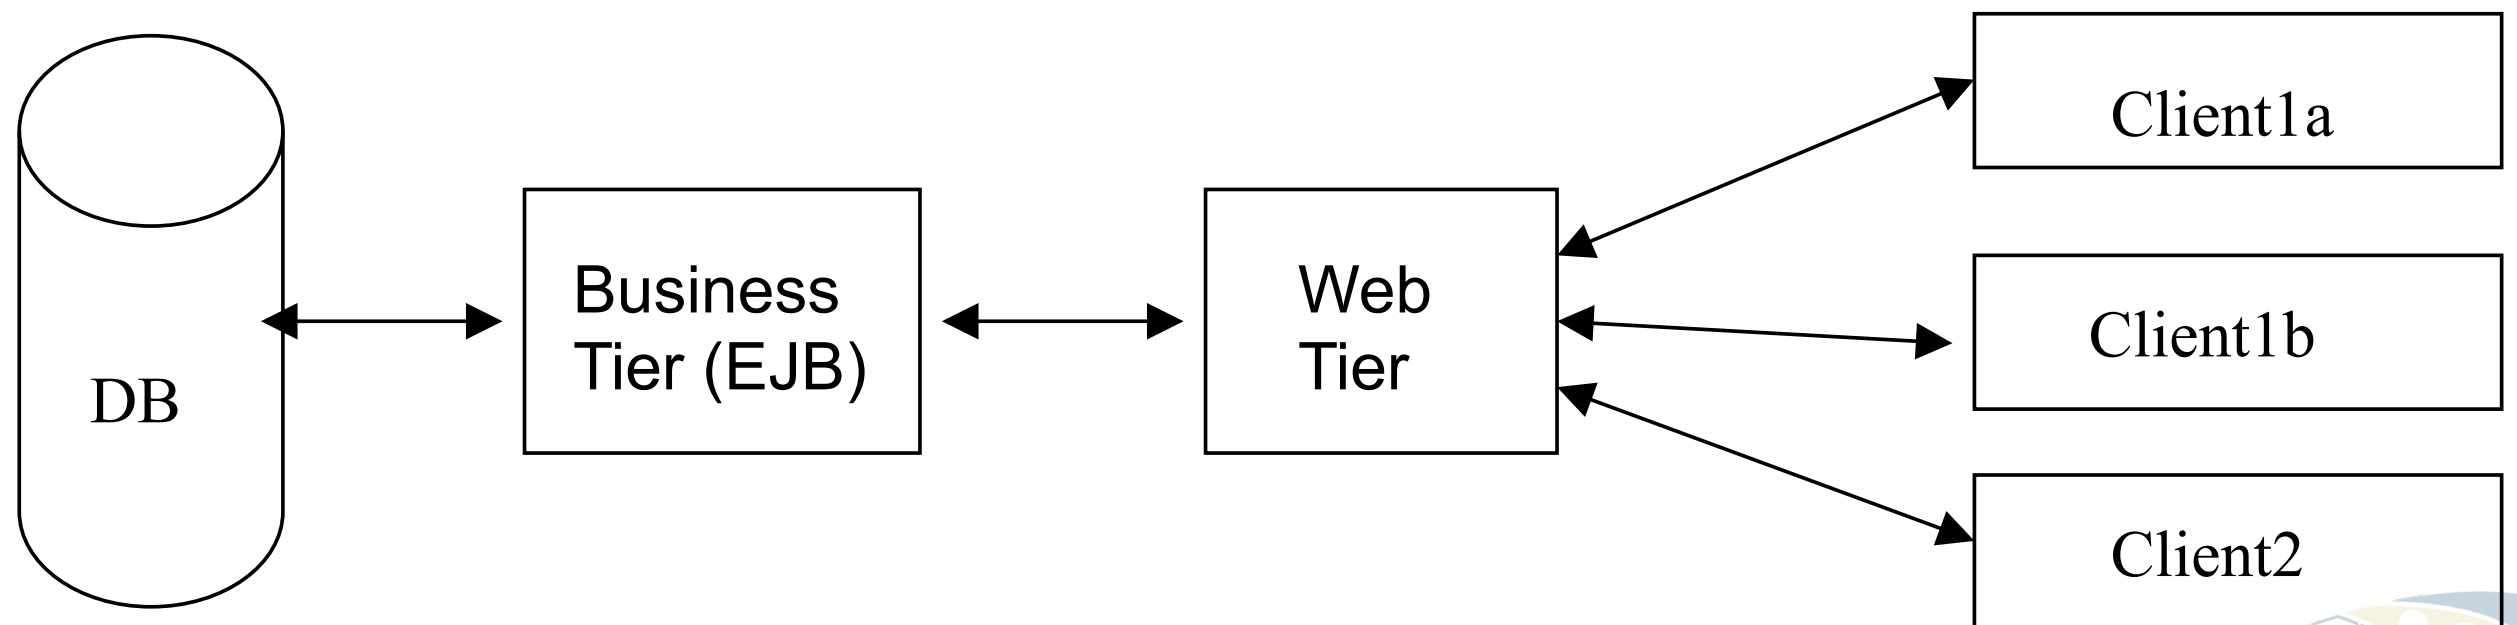 DB
Business
Tier (EJB)
Web
Tier
Client1a
Client1b
Client2